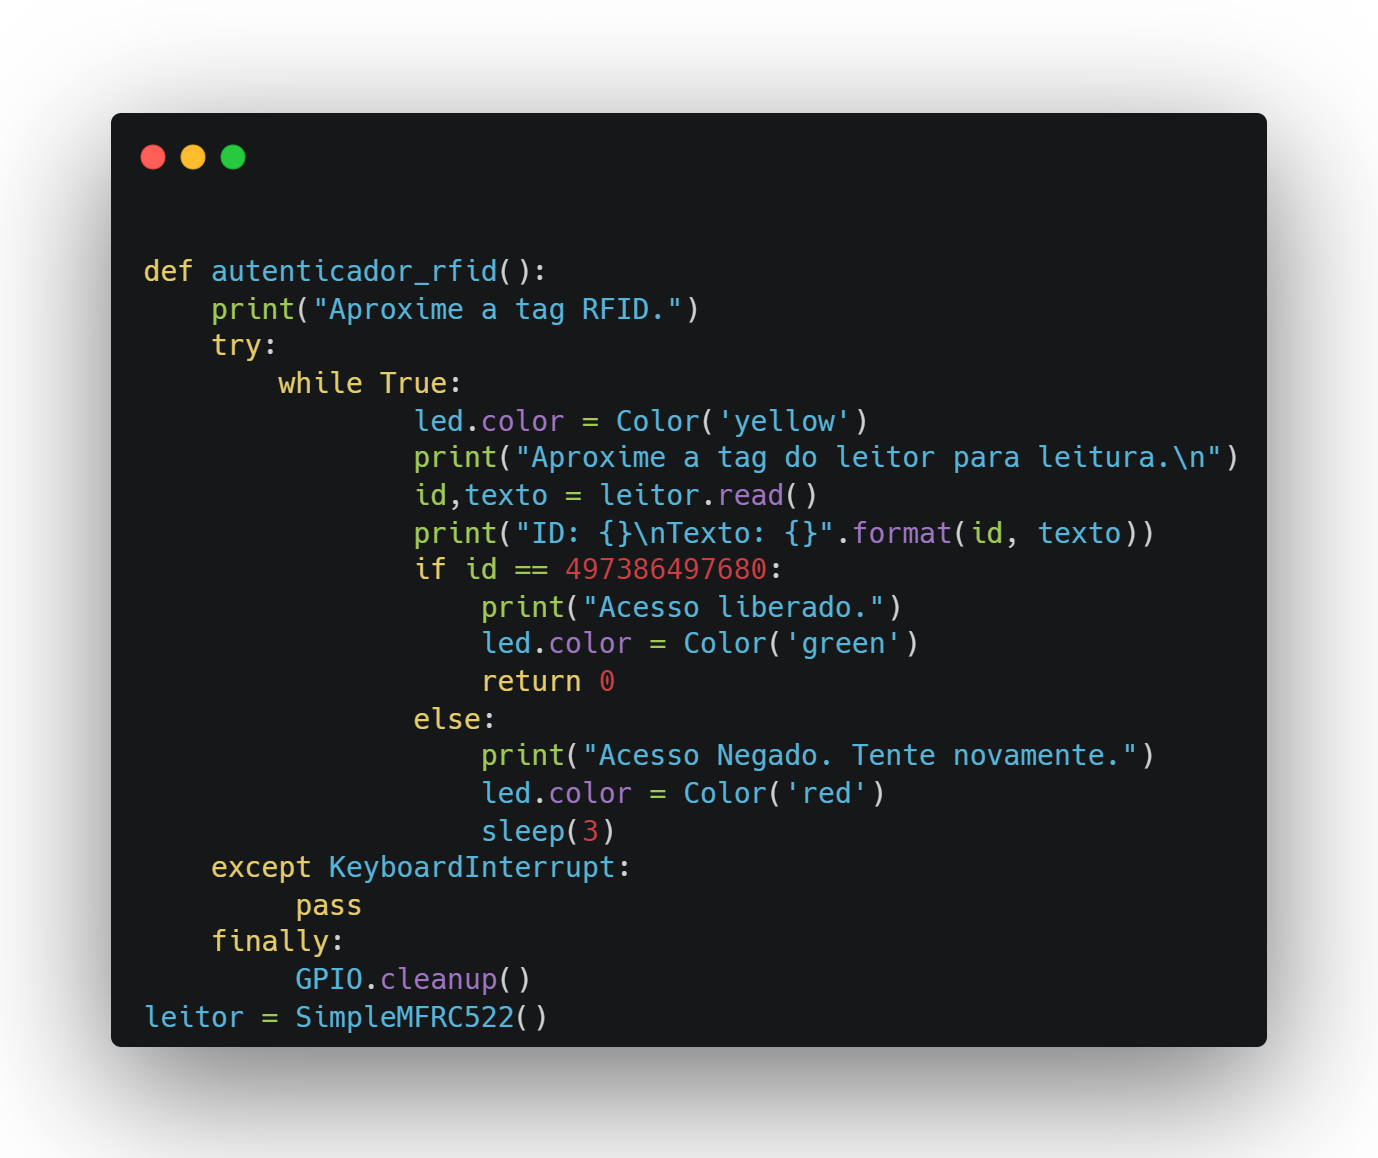 def autenticador_rfid():
    print("Aproxime a tag RFID.")
    try:
        while True:
                led.color = Color('yellow')
                print("Aproxime a tag do leitor para leitura.\n")
                id,texto = leitor.read()
                print("ID: {}\nTexto: {}".format(id, texto))
                if id == 497386497680:
                    print("Acesso liberado.")
                    led.color = Color('green')
                    return 0
                else:
                    print("Acesso Negado. Tente novamente.")
                    led.color = Color('red')
                    sleep(3)
    except KeyboardInterrupt:
         pass
    finally:
         GPIO.cleanup()
leitor = SimpleMFRC522()